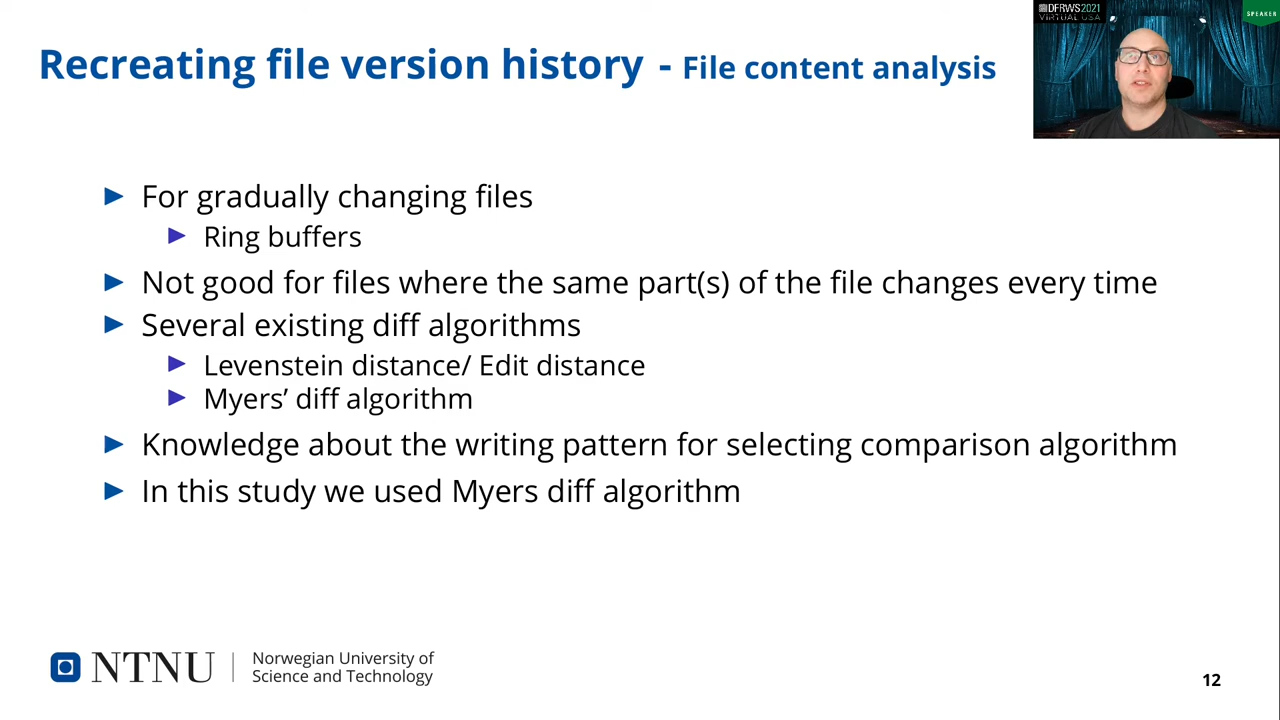 Recreating file version history - File content analysis
DFRWS2021
VIRTUAL USA
SPEAKER
► For gradually changing files
► Ring buffers
► Not good for files where the same part(s) of the file changes every time
► Several existing diff algorithms
► Levenstein distance/ Edit distance
► Myers’ diff algorithm
► Knowledge about the writing pattern for selecting comparison algorithm
► In this study we used Myers diff algorithm
NTNU
Norwegian University of
Science and Technology
12